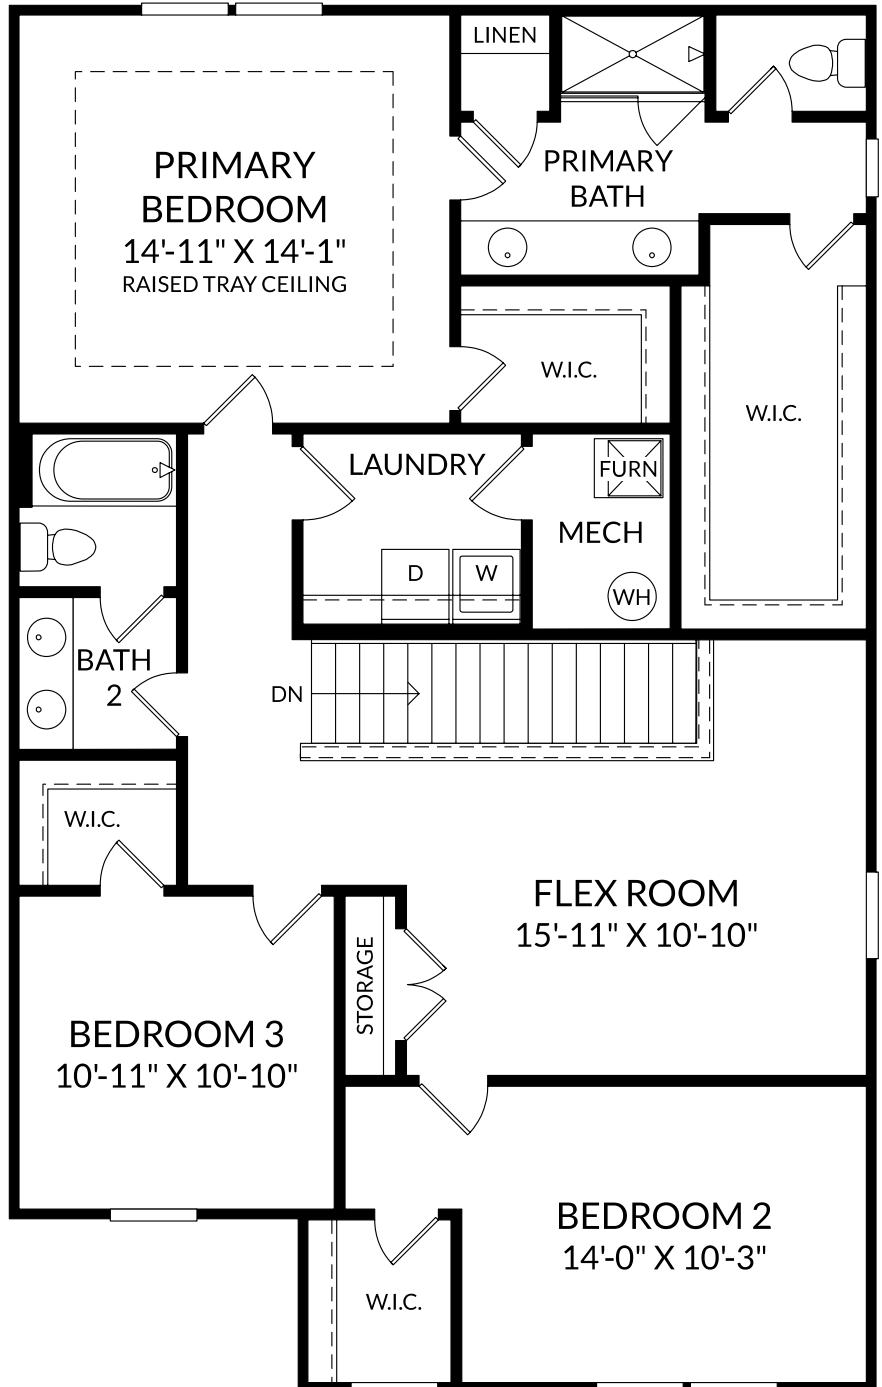 LINEN
PRIMARY
BEDROOM
14'-11" X 14'-1"
RAISED TRAY CEILING
PRIMARY
BATH
W.I.C.
W.I.C.
LAUNDRY
FURN
MECH
D
W
WH
BATH
2
DN
W.I.C.
FLEX ROOM
15'-11" X 10'-10"
STORAGE
BEDROOM 3
10'-11" X 10'-10"
BEDROOM 2
14'-0" X 10'-3"
W.I.C.